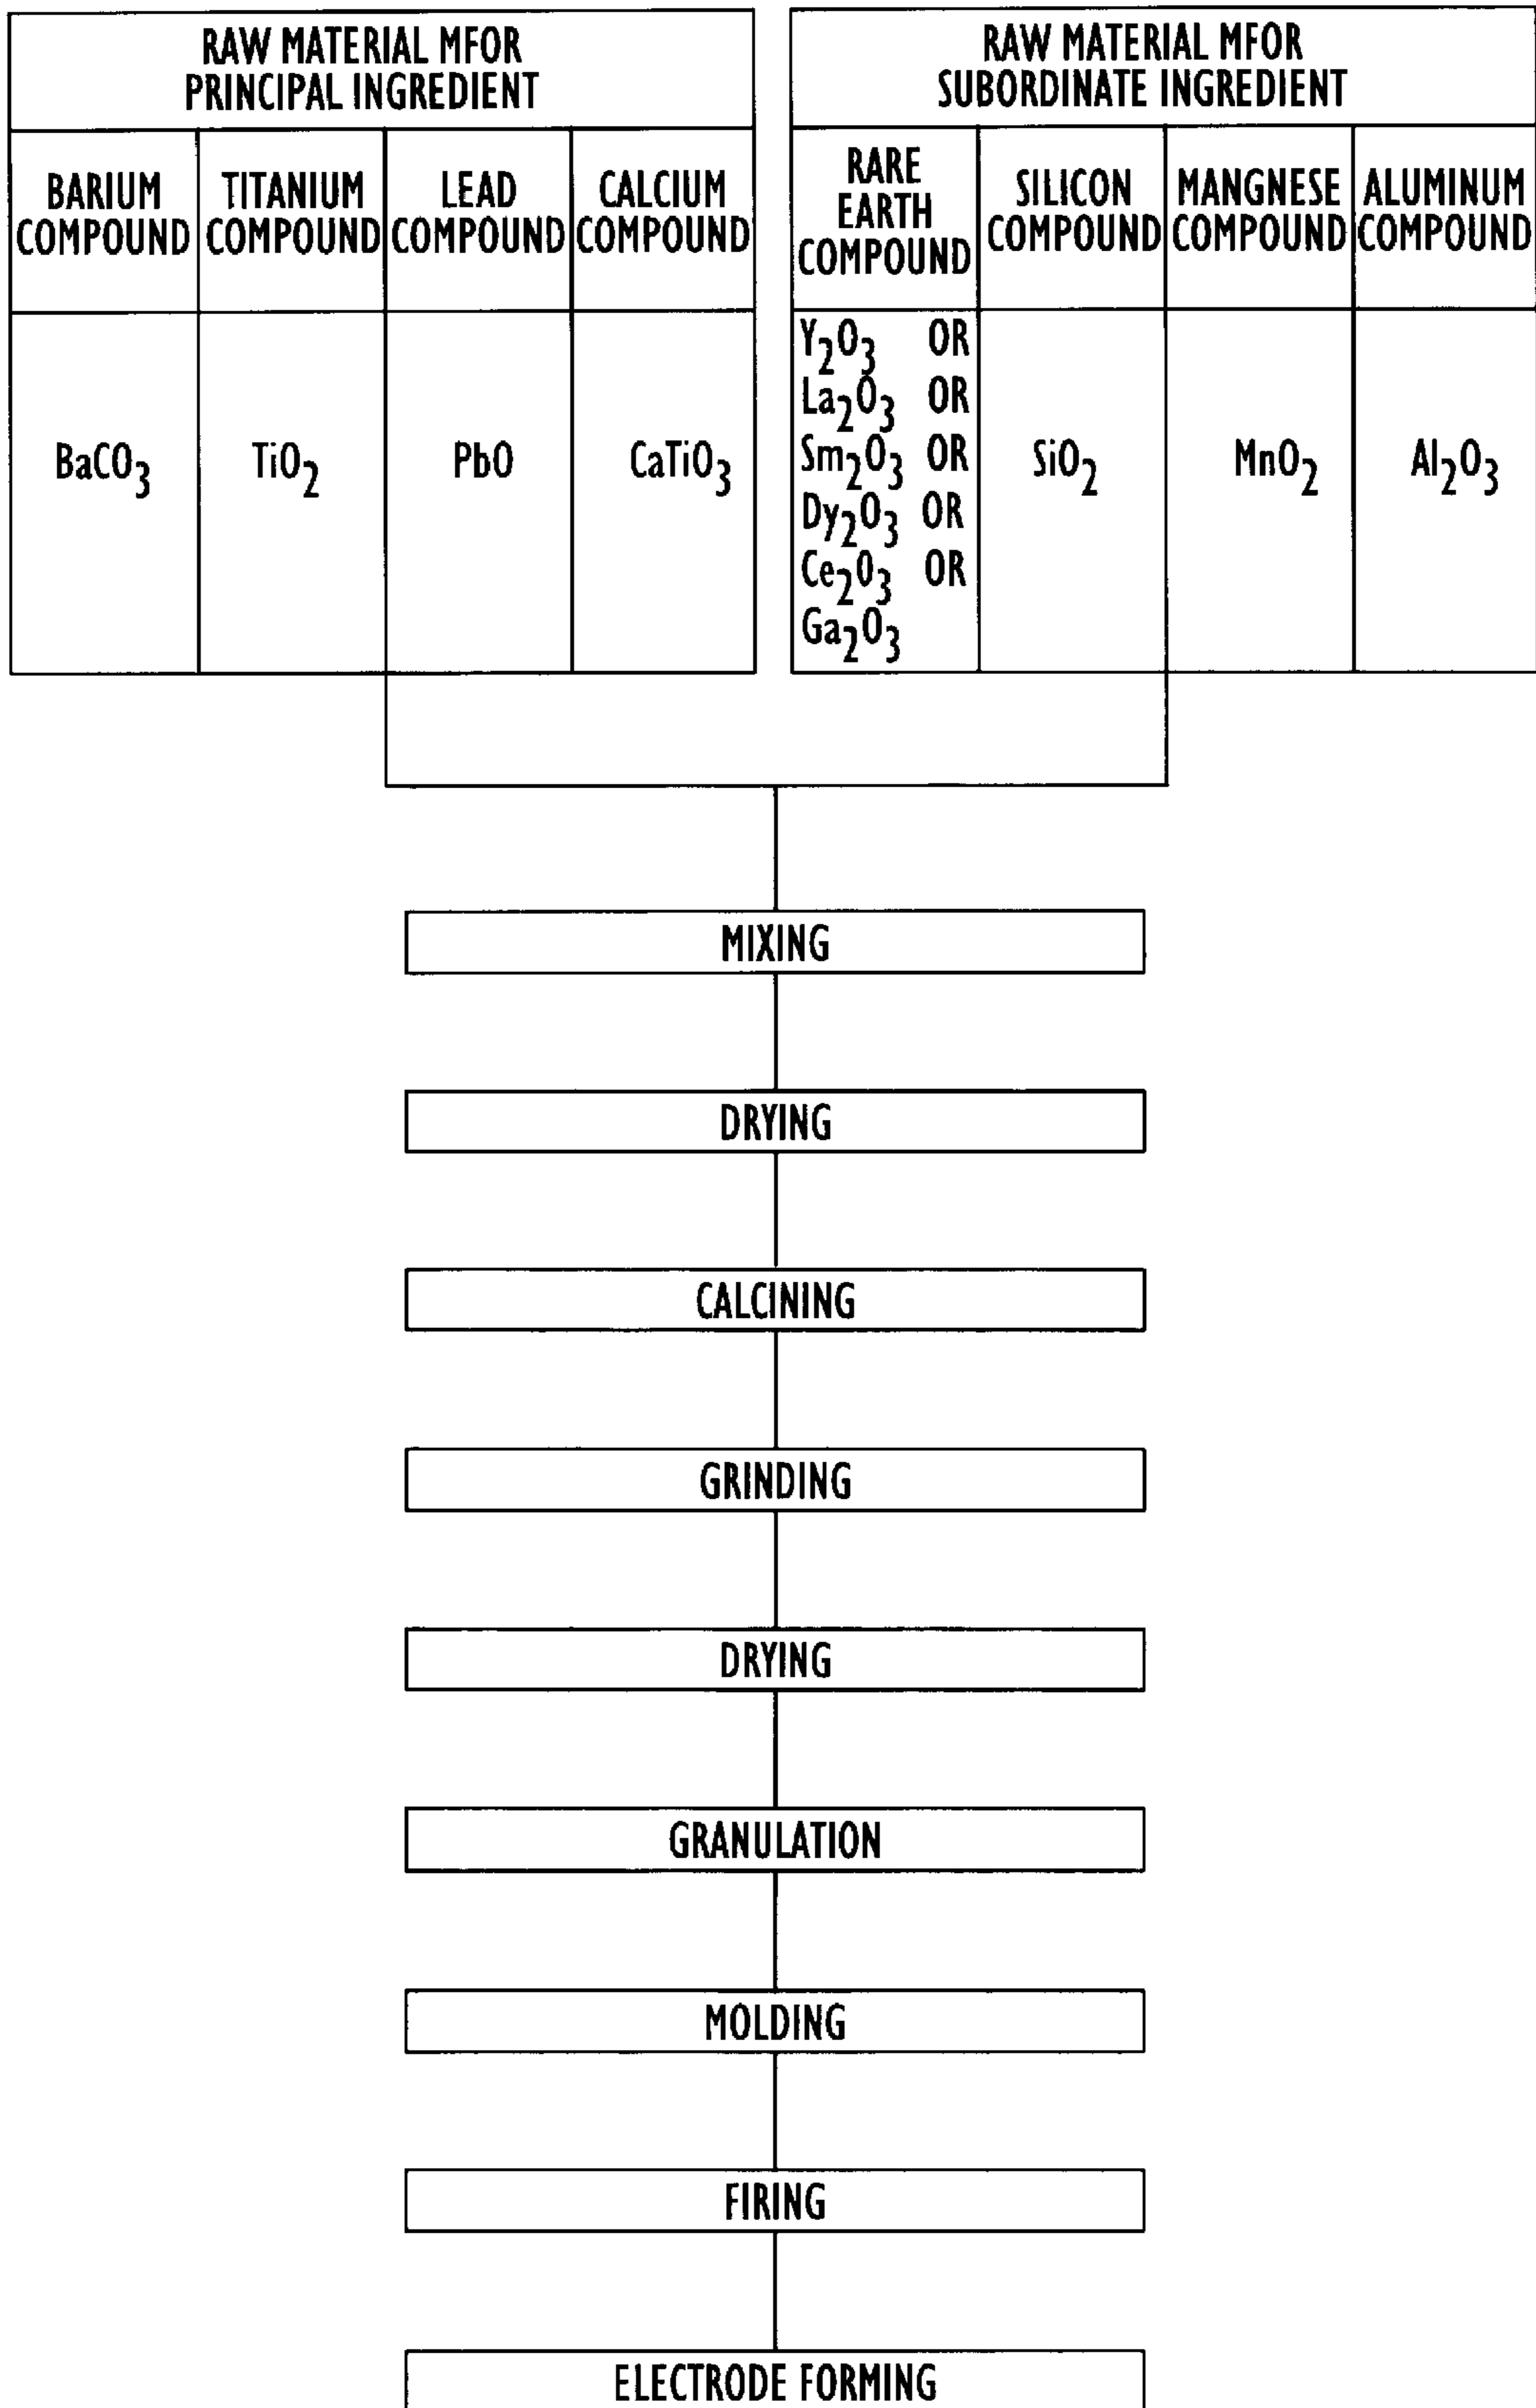 RAW MATERIAL MFOR
PRINCIPAL INGREDIENT
BARIUM
COMPOUND
TITANIUM
COMPOUND
LEAD
COMPOUND
CALCIUM
COMPOUND
BaCO₃
TiO₂
PbO
CaTiO₃
RAW MATERIAL MFOR
SUBORDINATE INGREDIENT
RARE
EARTH
COMPOUND
SILICON
COMPOUND
MANGNESE
COMPOUND
ALUMINUM
COMPOUND
Y₂O₃ OR
La₂O₃ OR
Sm₂O₃ OR
Dy₂O₃ OR
Ce₂O₃ OR
Ga₂O₃
SiO₂
MnO₂
Al₂O₃
MIXING
DRYING
CALCINING
GRINDING
DRYING
GRANULATION
MOLDING
FIRING
ELECTRODE FORMING